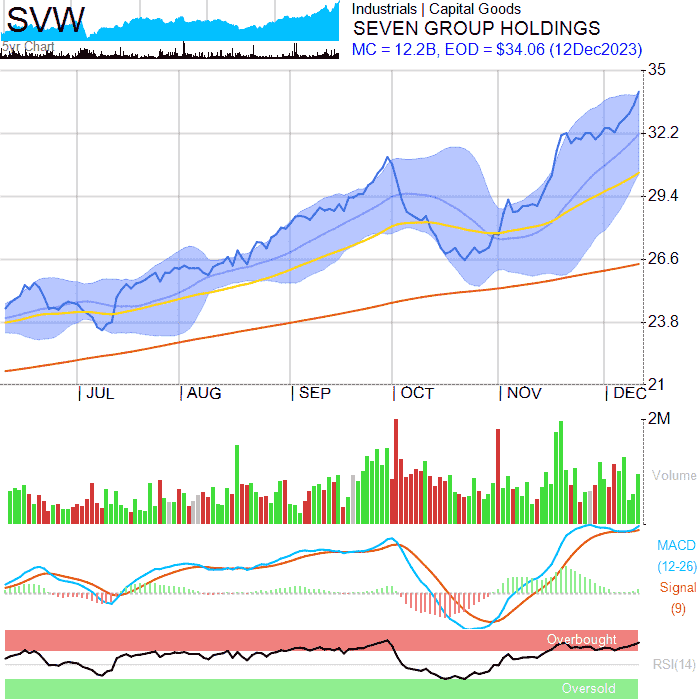 SVW
5yr Chart
Industrials | Capital Goods
SEVEN GROUP HOLDINGS
MC = 12.2B, EOD = $34.06 (12Dec2023)
35
32.2
29.4
26.6
23.8
21
JUL AUG SEP OCT NOV DEC
2M
Volume
MACD
(12-26)
Signal
(9)
Overbought
RSI(14)
Oversold